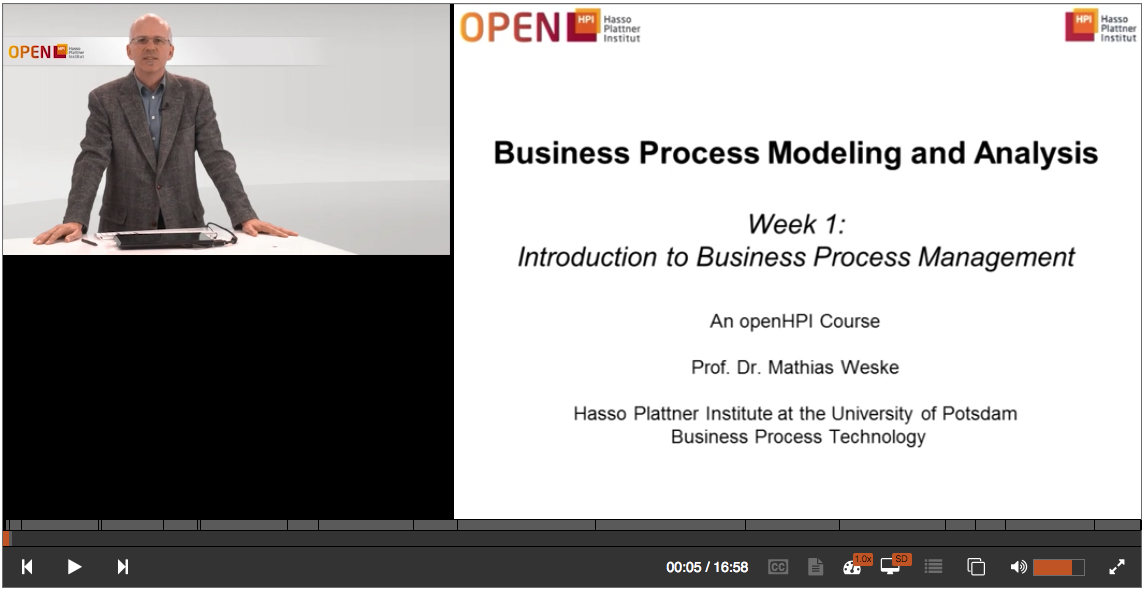 OPEN HPI Hasso
Plattner
Institut
OPEN HPI Hasso
Plattner
Institut
HPI Hasso
Plattner
Institut
Business Process Modeling and Analysis
Week 1:
Introduction to Business Process Management
An openHPI Course
Prof. Dr. Mathias Weske
Hasso Plattner Institute at the University of Potsdam
Business Process Technology
00:05 / 16:58
CC
1.0x
SD